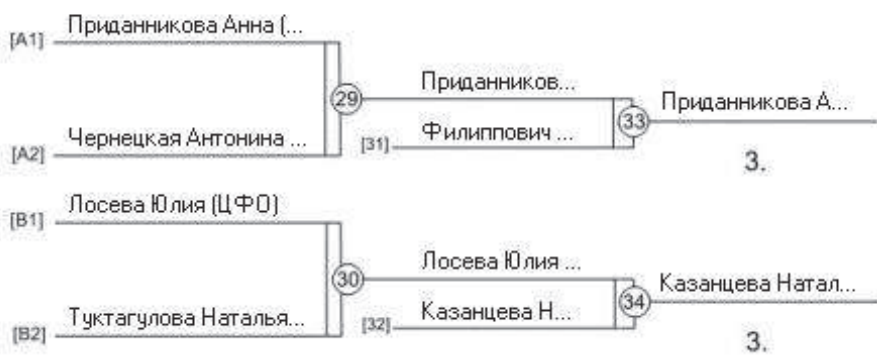 [A1] Приданникова Анна (...
29
Приданников...
33
Приданникова А...
[A2] Чернецкая Антонина ...
[31] Филиппович ...
3.
[B1] Лосева Юлия (ЦФО)
30
Лосева Юлия ...
34
Казанцева Натал...
[B2] Туктагулова Наталья...
[32] Казанцева Н...
3.